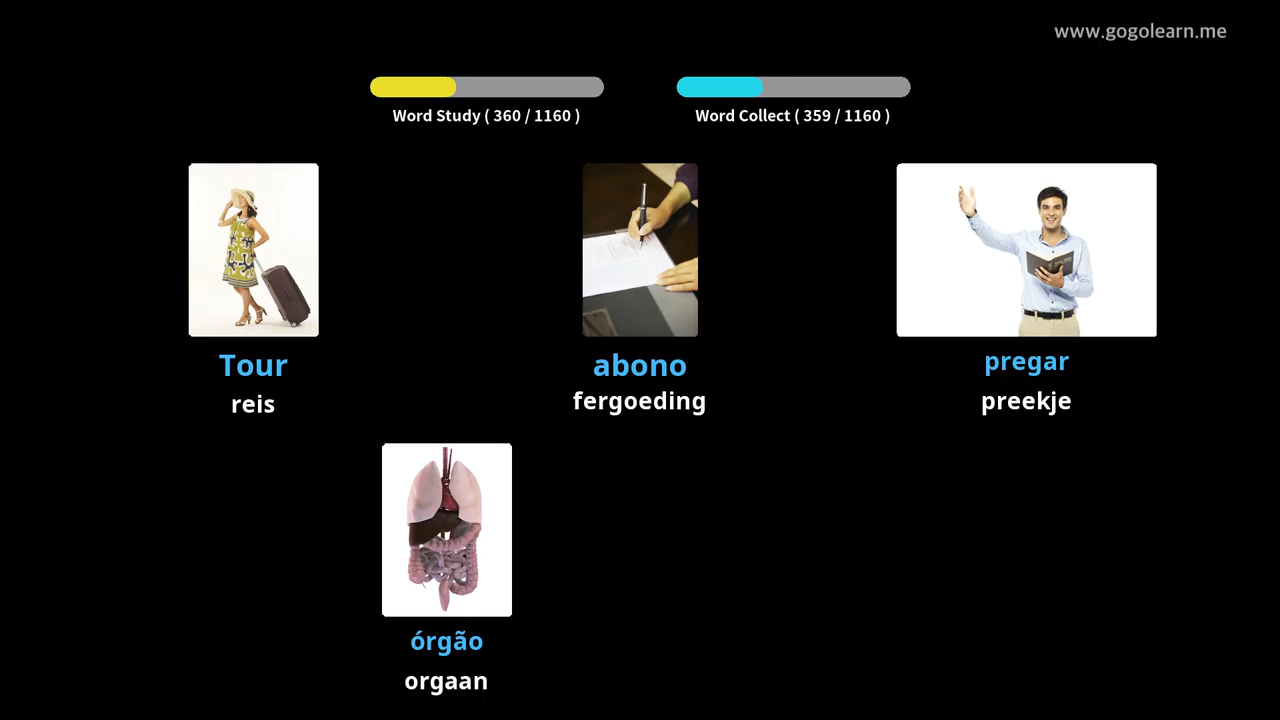 www.gogolearn.me
Word Study ( 360 / 1160 )
Word Collect ( 359 / 1160 )
Tour
reis
abono
fergoeding
pregar
preekje
órgão
orgaan